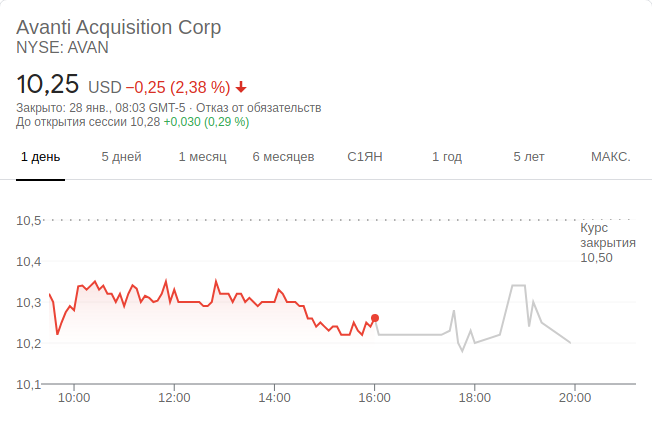 Avanti Acquisition Corp
NYSE: AVAN
10,25 USD −0,25 (2,38 %)
Закрыто: 28 янв., 08:03 GMT-5 · Отказ от обязательств
До открытия сессии 10,28 +0,030 (0,29 %)
1 день 5 дней 1 месяц 6 месяцев С1ЯН 1 год 5 лет МАКС.
10,5
Курс
закрытия
10,50
10,4
10,3
10,2
10,1
10:00 12:00 14:00 16:00 18:00 20:00